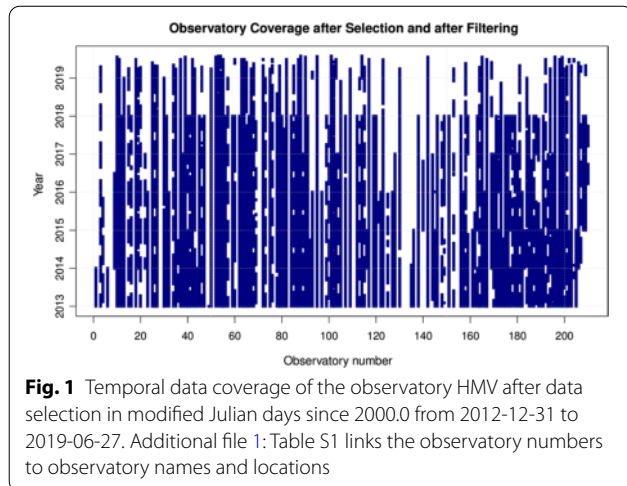 Observatory Coverage after Selection and after Filtering
2019
2018
2017
2016
2015
2014
2013
Year
0 20 40 60 80 100 120 140 160 180 200
Observatory number
Fig. 1 Temporal data coverage of the observatory HMV after data
selection in modified Julian days since 2000.0 from 2012-12-31 to
2019-06-27. Additional file 1: Table S1 links the observatory numbers
to observatory names and locations